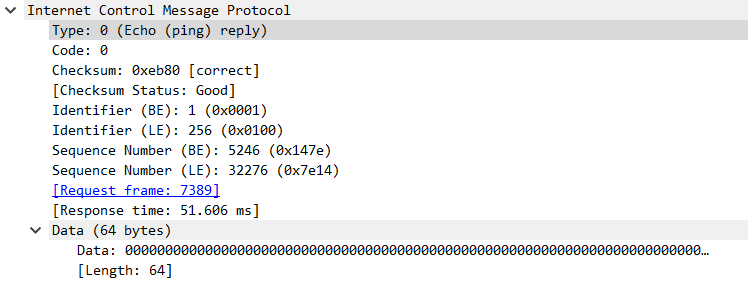 Internet Control Message Protocol
Type: 0 (Echo (ping) reply)
Code: 0
Checksum: 0xeb80 [correct]
[Checksum Status: Good]
Identifier (BE): 1 (0x0001)
Identifier (LE): 256 (0x0100)
Sequence Number (BE): 5246 (0x147e)
Sequence Number (LE): 32276 (0x7e14)
[Request frame: 7389]
[Response time: 51.606 ms]
Data (64 bytes)
Data: 000000000000000000000000000000000000000000000000000000000000000000000000…
[Length: 64]